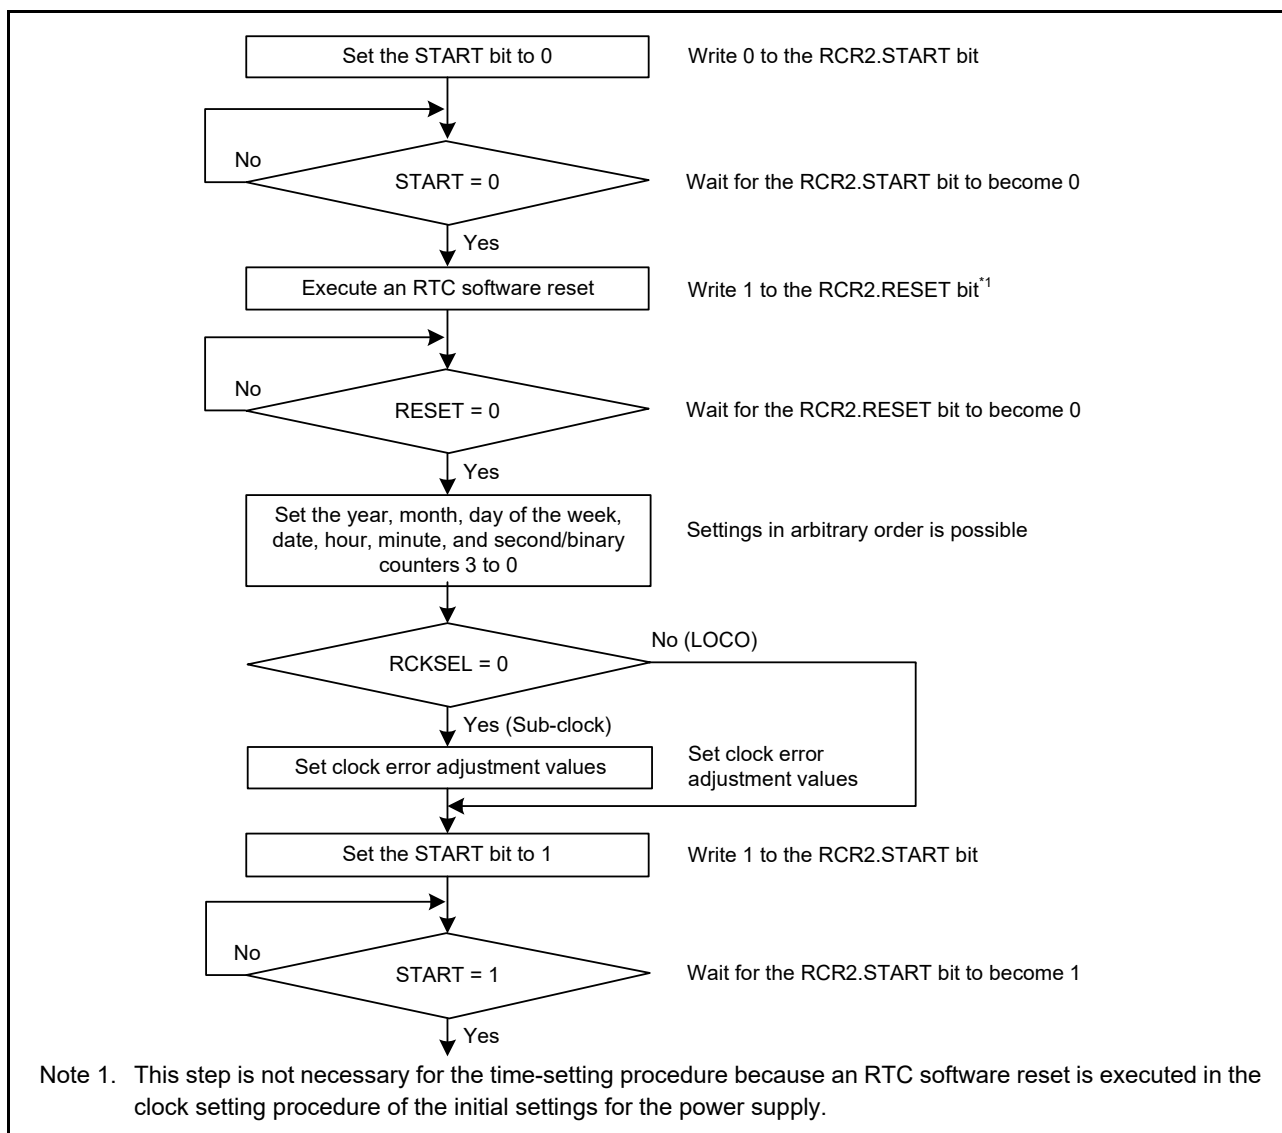 Set the START bit to 0
Write 0 to the RCR2.START bit
No
START = 0
Wait for the RCR2.START bit to become 0
Yes
Execute an RTC software reset
Write 1 to the RCR2.RESET bit*1
No
RESET = 0
Wait for the RCR2.RESET bit to become 0
Yes
Set the year, month, day of the week,
date, hour, minute, and second/binary
counters 3 to 0
Settings in arbitrary order is possible
No (LOCO)
RCKSEL = 0
Yes (Sub-clock)
Set clock error adjustment values
Set clock error
adjustment values
Set the START bit to 1
Write 1 to the RCR2.START bit
No
START = 1
Wait for the RCR2.START bit to become 1
Yes
Note 1. This step is not necessary for the time-setting procedure because an RTC software reset is executed in the
clock setting procedure of the initial settings for the power supply.